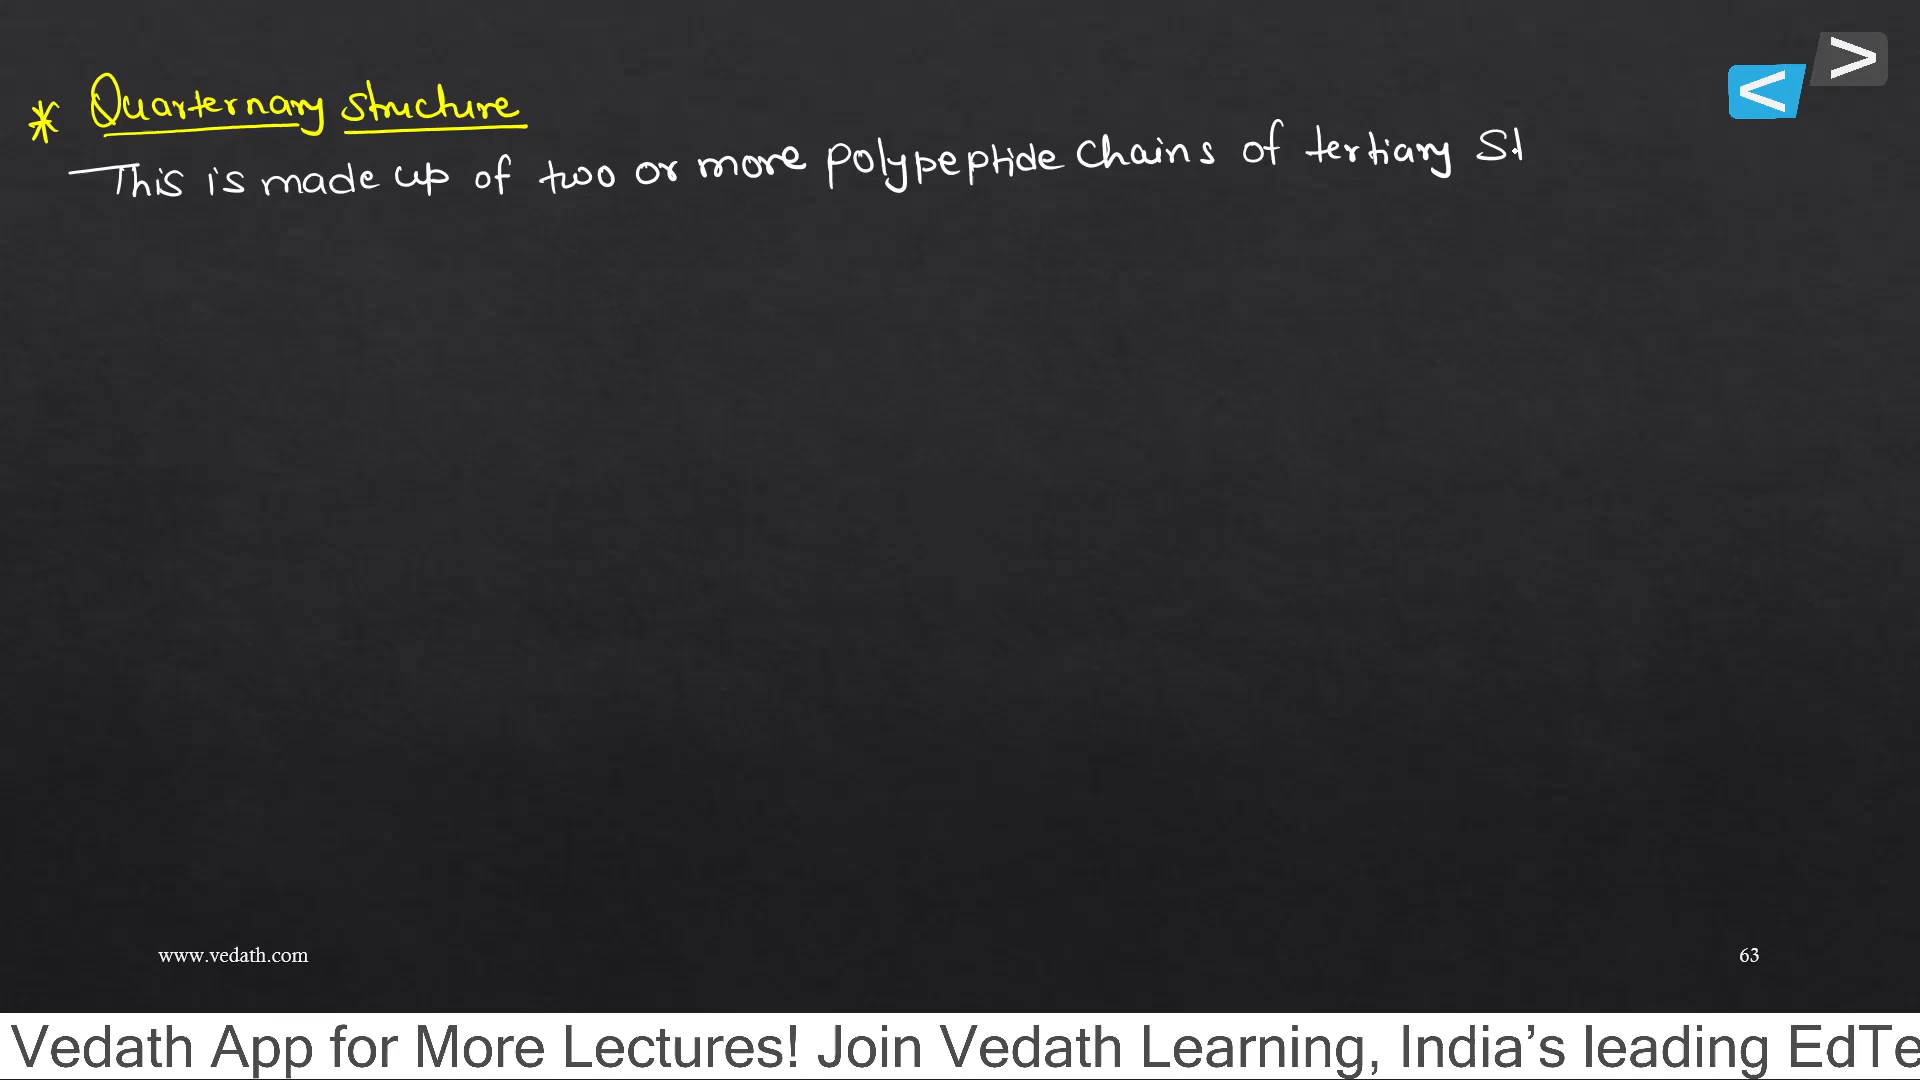 * Quarternary structure
This is made up of two or more polypeptide chains of tertiary St
www.vedath.com
63
Vedath App for More Lectures! Join Vedath Learning, India’s leading EdTe